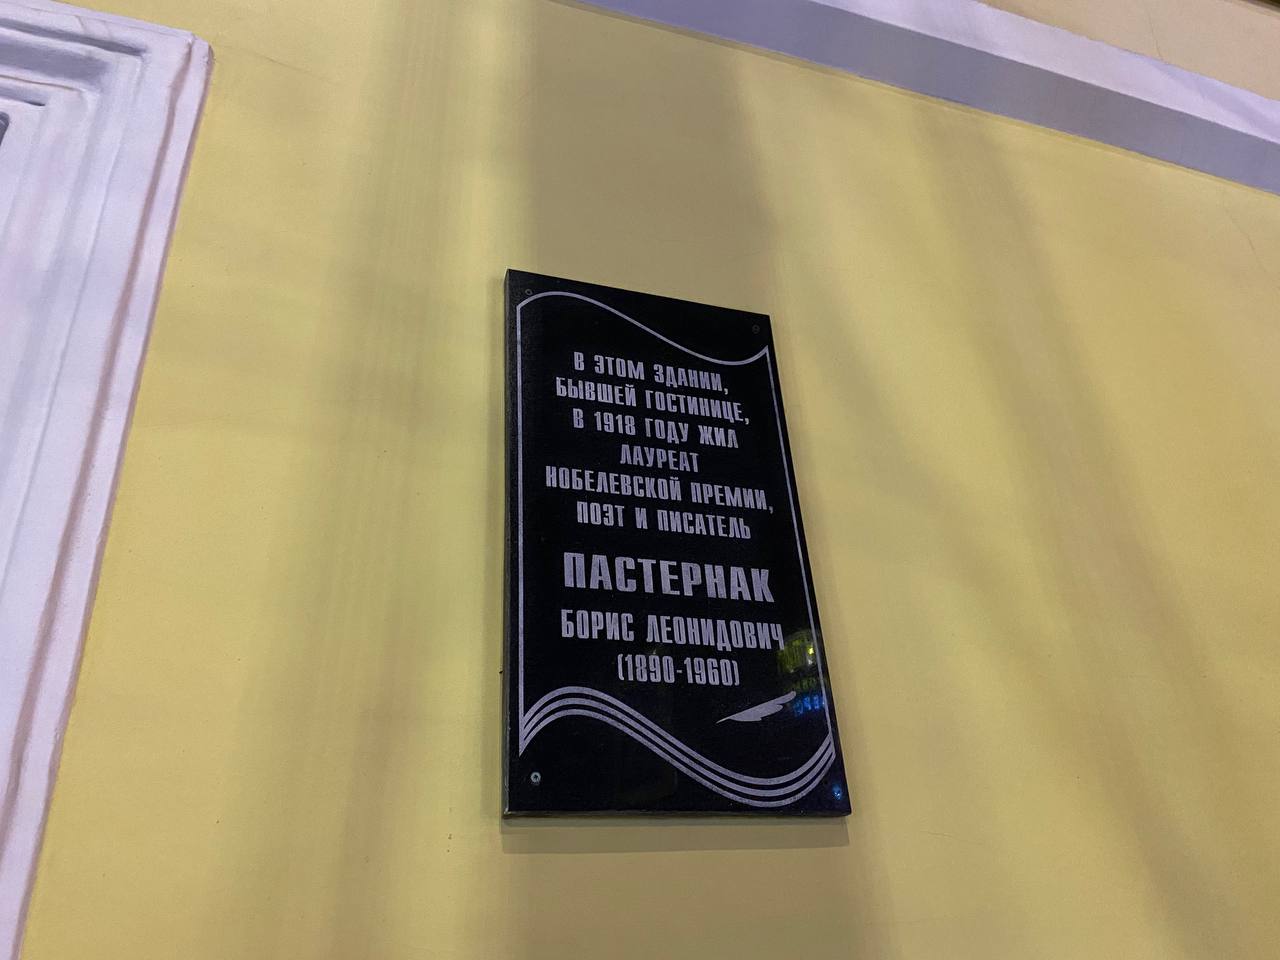 В ЭТОМ ЗДАНИИ,
БЫВШЕЙ ГОСТИНИЦЕ,
В 1918 ГОДУ ЖИЛ
ЛАУРЕАТ
НОБЕЛЕВСКОЙ ПРЕМИИ,
ПОЭТ И ПИСАТЕЛЬ
ПАСТЕРНАК
БОРИС ЛЕОНИДОВИЧ
(1890-1960)